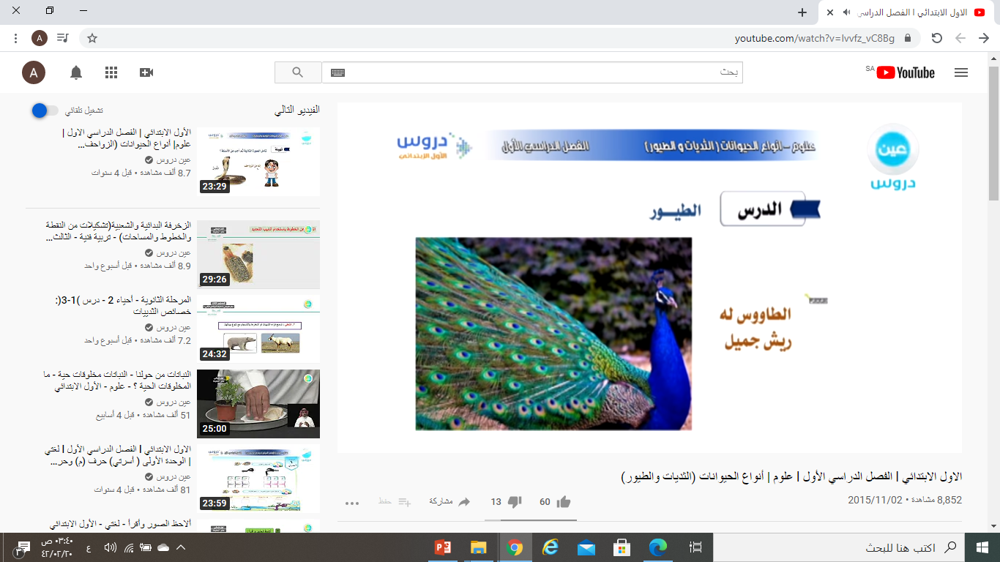 الاول الابتدائي | الفصل الدراسي
youtube.com/watch?v=lvvfz_vC8Bg
A
YouTube
SA
بحث
A
عين
دروس
علوم - أنواع الحيوانات ( الثديات و الطيور)
الفصل الدراسي الأول
دروس
الأول الابتدائي
الدرس
الطيـــور
الطاووس له
ريش جميل
الاول الابتدائي | الفصل الدراسي الأول | علوم | أنواع الحيوانات (الثديات والطيور)
8,852 مشاهدة • 2015/11/02
60
13
مشاركة
حفظ
الفيديو التالي
تشغيل تلقائي
الأول الابتدائي | الفصل الدراسي الاول |
علوم| أنواع الحيوانات (الزواحف...
عين دروس
8.7 ألف مشاهدة • قبل 4 سنوات
23:29
الزخرفة البدائية والشعبية(تشكيلات من النقطة
والخطوط والمساحات) - تربية فنية - الثالث...
عين دروس
8.9 ألف مشاهدة • قبل أسبوع واحد
29:26
المرحلة الثانوية - أحياء 2 - درس )1-3(:
خصائص الثدييات
عين دروس
7.2 ألف مشاهدة • قبل أسبوع واحد
24:32
النباتات من حولنا - النباتات مخلوقات حية - ما
المخلوقات الحية ؟ - علوم - الأول الابتدائي
عين دروس
51 ألف مشاهدة • قبل 4 أسابيع
25:00
الاول الابتدائي | الفصل الدراسي الأول | لغتي
| الوحدة الأولى ( أسرتي) حرف (م) وحر...
عين دروس
81 ألف مشاهدة • قبل 4 سنوات
23:59
ألاحظ الصور وأقرأ - لغتي - الأول الابتدائي
اكتب هنا للبحث
ع
٠٣:٤٠ ص
٤٢/٠٢/٢٠
٣